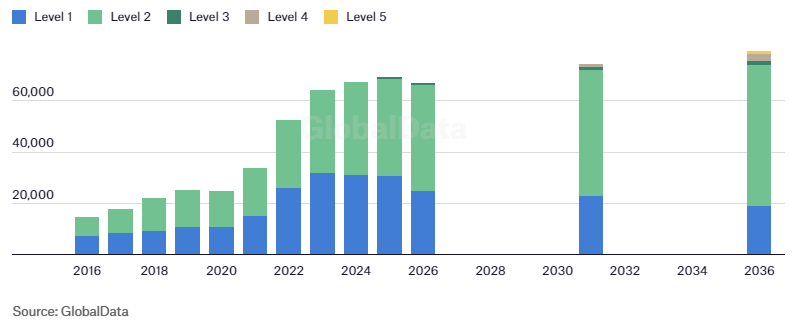 Level 1 Level 2 Level 3 Level 4 Level 5
60,000
GlobalData
40,000
20,000
2016 2018 2020 2022 2024 2026 2028 2030 2032 2034 2036
Source: GlobalData